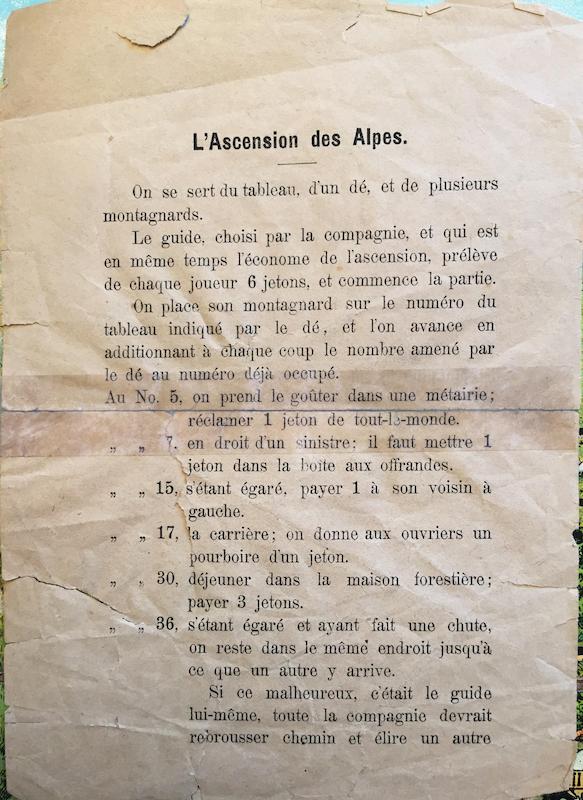 L'Ascension des Alpes.
On se sert du tableau, d'un dé, et de plusieurs
montagnards.
Le guide, choisi par la compagnie, et qui est
en même temps l'économe de l'ascension, prélève
de chaque joueur 6 jetons, et commence la partie.
On place son montagnard sur le numéro du
tableau indiqué par le dé, et l'on avance en
additionnant à chaque coup le nombre amené par
le dé au numéro déjà occupé.
Au No. 5, on prend le goûter dans une métairie;
réclamer 1 jeton de tout-le-monde.
„ „ 7, en droit d'un sinistre; il faut mettre 1
jeton dans la boîte aux offrandes.
„ „ 15, s'étant égaré, payer 1 à son voisin à
gauche.
„ „ 17, la carrière; on donne aux ouvriers un
pourboire d'un jeton.
„ „ 30, déjeuner dans la maison forestière;
payer 3 jetons.
„ „ 36, s'étant égaré et ayant fait une chute,
on reste dans le même endroit jusqu'à
ce que un autre y arrive.
Si ce malheureux, c'était le guide
lui-même, toute la compagnie devrait
rebrousser chemin et élire un autre